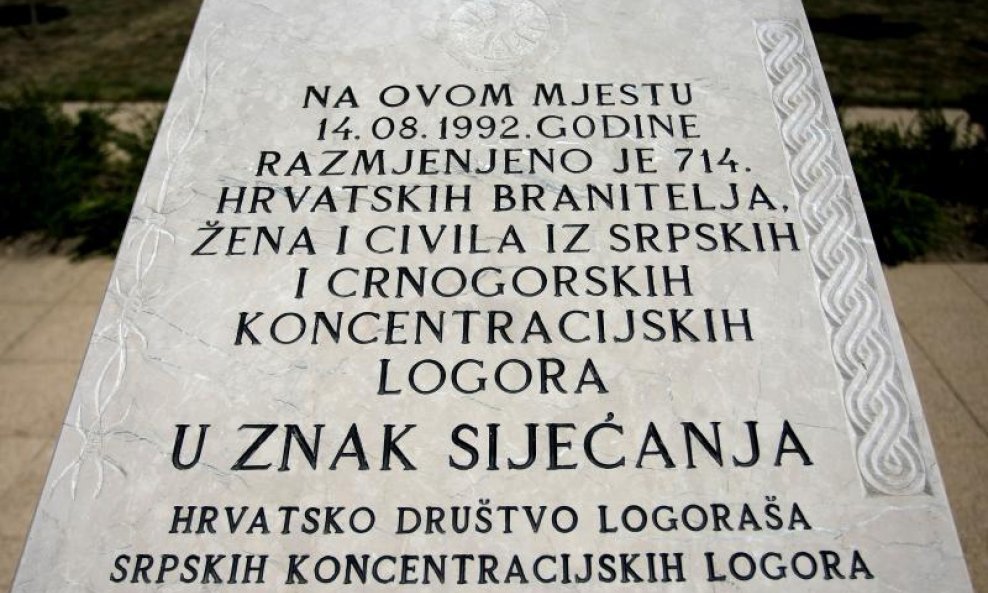 NA OVOM MJESTU
14.08.1992.GODINE
RAZMJENJENO JE 714.
HRVATSKIH BRANITELJA,
ŽENA I CIVILA IZ SRPSKIH
I CRNOGORSKIH
KONCENTRACIJSKIH
LOGORA
U ZNAK SIJEĆANJA
HRVATSKO DRUŠTVO LOGORAŠA
SRPSKIH KONCENTRACIJSKIH LOGORA